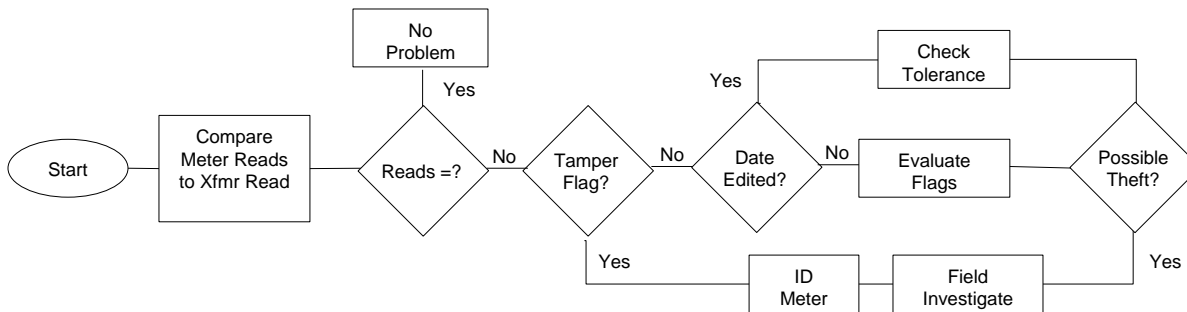 No
Problem
Yes
Start
Compare
Meter Reads
to Xfmr Read
Reads =?
No
Tamper
Flag?
No
Date
Edited?
Yes
Check
Tolerance
No
Evaluate
Flags
Possible
Theft?
Yes
ID
Meter
Field
Investigate
Yes